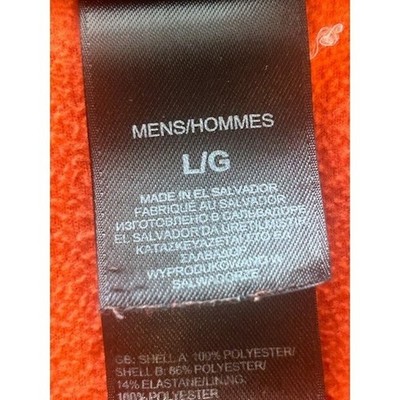 MENS/HOMMES
L/G
MADE IN EL SALVADOR
FABRIQUE AU SALVADOR
ИЗГОТОВЛЕНО В САЛЬВАДОРЕ
EL SALVADOR'DA
ΣΑΛΒΑΔΟΡ
WYPRODUKOWANO W
SALWADORZE
GB: SHELL A: 100% POLYESTER/
SHELL B: 86% POLYESTER/
14% ELASTANE/LINING:
100% POLYESTER